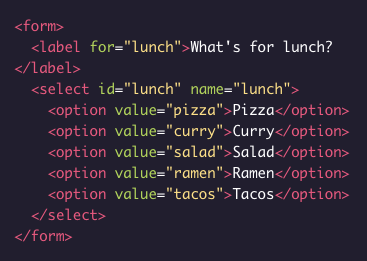 <form>
  <label for="lunch">What's for lunch?
</label>
  <select id="lunch" name="lunch">
    <option value="pizza">Pizza</option>
    <option value="curry">Curry</option>
    <option value="salad">Salad</option>
    <option value="ramen">Ramen</option>
    <option value="tacos">Tacos</option>
  </select>
</form>